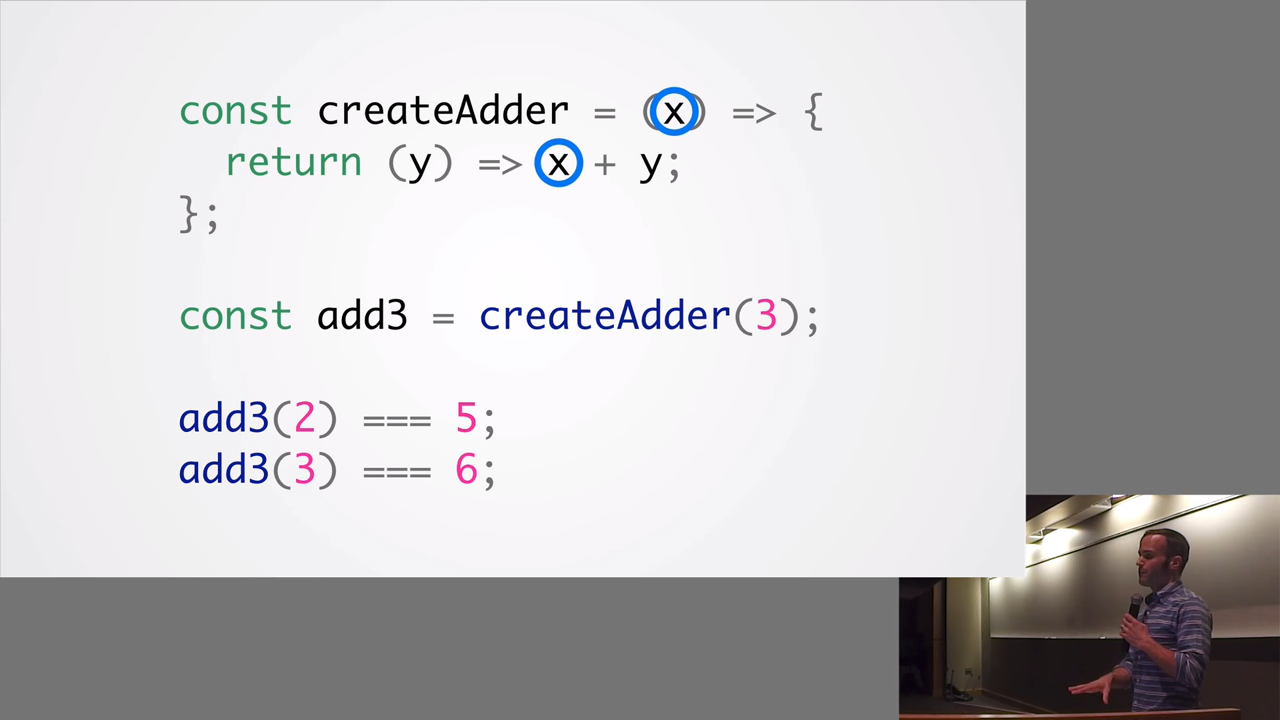 const createAdder = (x) => {
return (y) => x + y;
};
const add3 = createAdder(3);
add3(2) === 5;
add3(3) === 6;